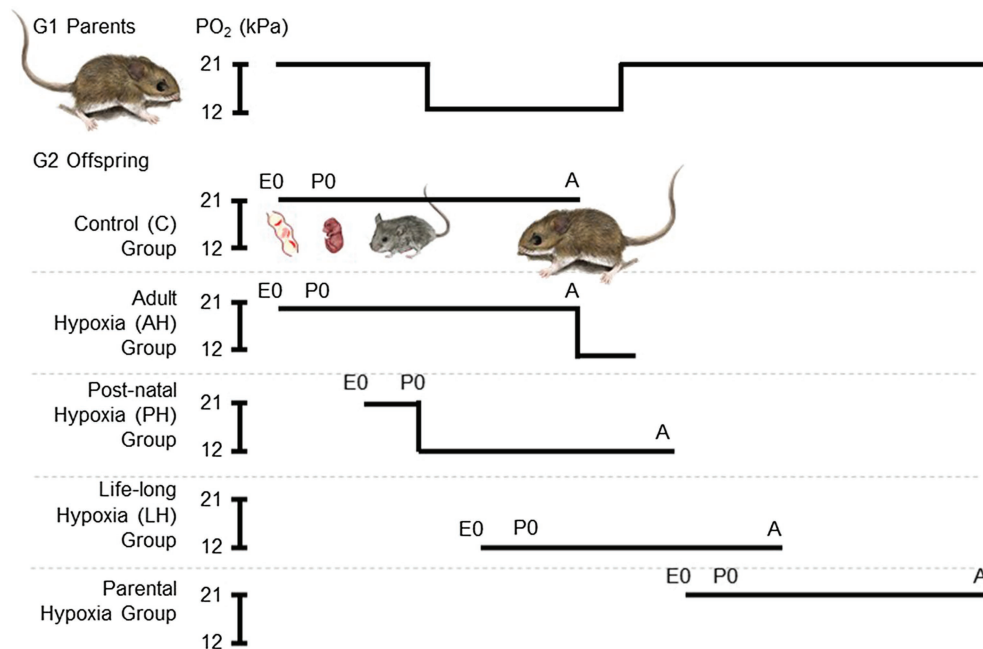 G1 Parents
PO₂ (kPa)
21
12
G2 Offspring
E0 P0 A
21
Control (C)
Group
12
E0 P0 A
Adult
21
Hypoxia (AH)
Group
12
E0 P0
Post-natal
21
Hypoxia (PH)
A
Group
12
Life-long
21
Hypoxia (LH)
E0 P0 A
Group
12
E0 P0 A
Parental
21
Hypoxia Group
12